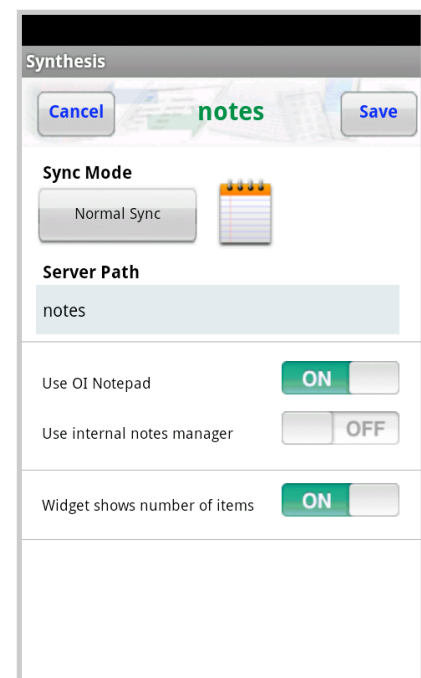 Synthesis
Cancel notes Save
Sync Mode
Normal Sync
Server Path
notes
Use OI Notepad ON
Use internal notes manager OFF
Widget shows number of items ON